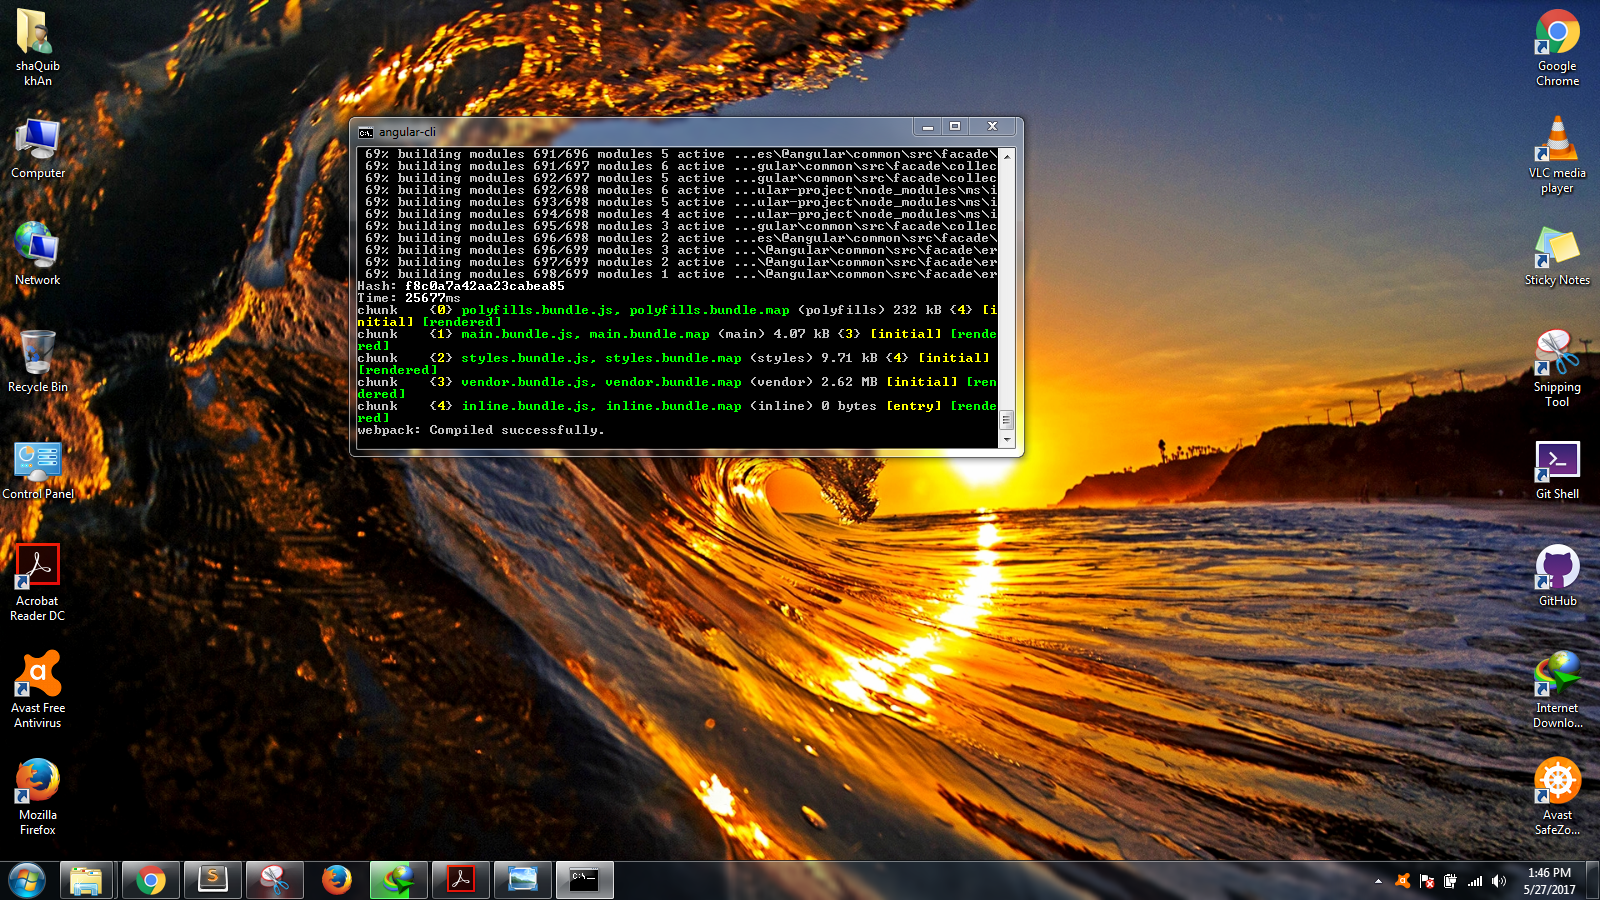 shaQuib
khAn
Computer
Network
Recycle Bin
Control Panel
Acrobat
Reader DC
Avast Free
Antivirus
Mozilla
Firefox
angular-cli
69% building modules 691/696 modules 5 active ...es\@angular\common\src\facade\
69% building modules 691/697 modules 6 active ...gular\common\src\facade\collec
69% building modules 692/697 modules 5 active ...gular\common\src\facade\collec
69% building modules 692/698 modules 6 active ...ular-project\node_modules\ms\i
69% building modules 693/698 modules 5 active ...ular-project\node_modules\ms\i
69% building modules 694/698 modules 4 active ...ular-project\node_modules\ms\i
69% building modules 695/698 modules 3 active ...gular\common\src\facade\collec
69% building modules 696/698 modules 2 active ...es\@angular\common\src\facade\
69% building modules 696/699 modules 3 active ...\@angular\common\src\facade\er
69% building modules 697/699 modules 2 active ...\@angular\common\src\facade\er
69% building modules 698/699 modules 1 active ...\@angular\common\src\facade\er
Hash: f8c0a7a42aa23cabea85
Time: 25677ms
chunk    {0} polyfills.bundle.js, polyfills.bundle.map (polyfills) 232 kB {4} [i
nitial] [rendered]
chunk    {1} main.bundle.js, main.bundle.map (main) 4.07 kB {3} [initial] [rende
red]
chunk    {2} styles.bundle.js, styles.bundle.map (styles) 9.71 kB {4} [initial]
[rendered]
chunk    {3} vendor.bundle.js, vendor.bundle.map (vendor) 2.62 MB [initial] [ren
dered]
chunk    {4} inline.bundle.js, inline.bundle.map (inline) 0 bytes [entry] [rende
red]
webpack: Compiled successfully.
Google
Chrome
VLC media
player
Sticky Notes
Snipping
Tool
Git Shell
GitHub
Internet
Downlo...
Avast
SafeZo...
1:46 PM
5/27/2017